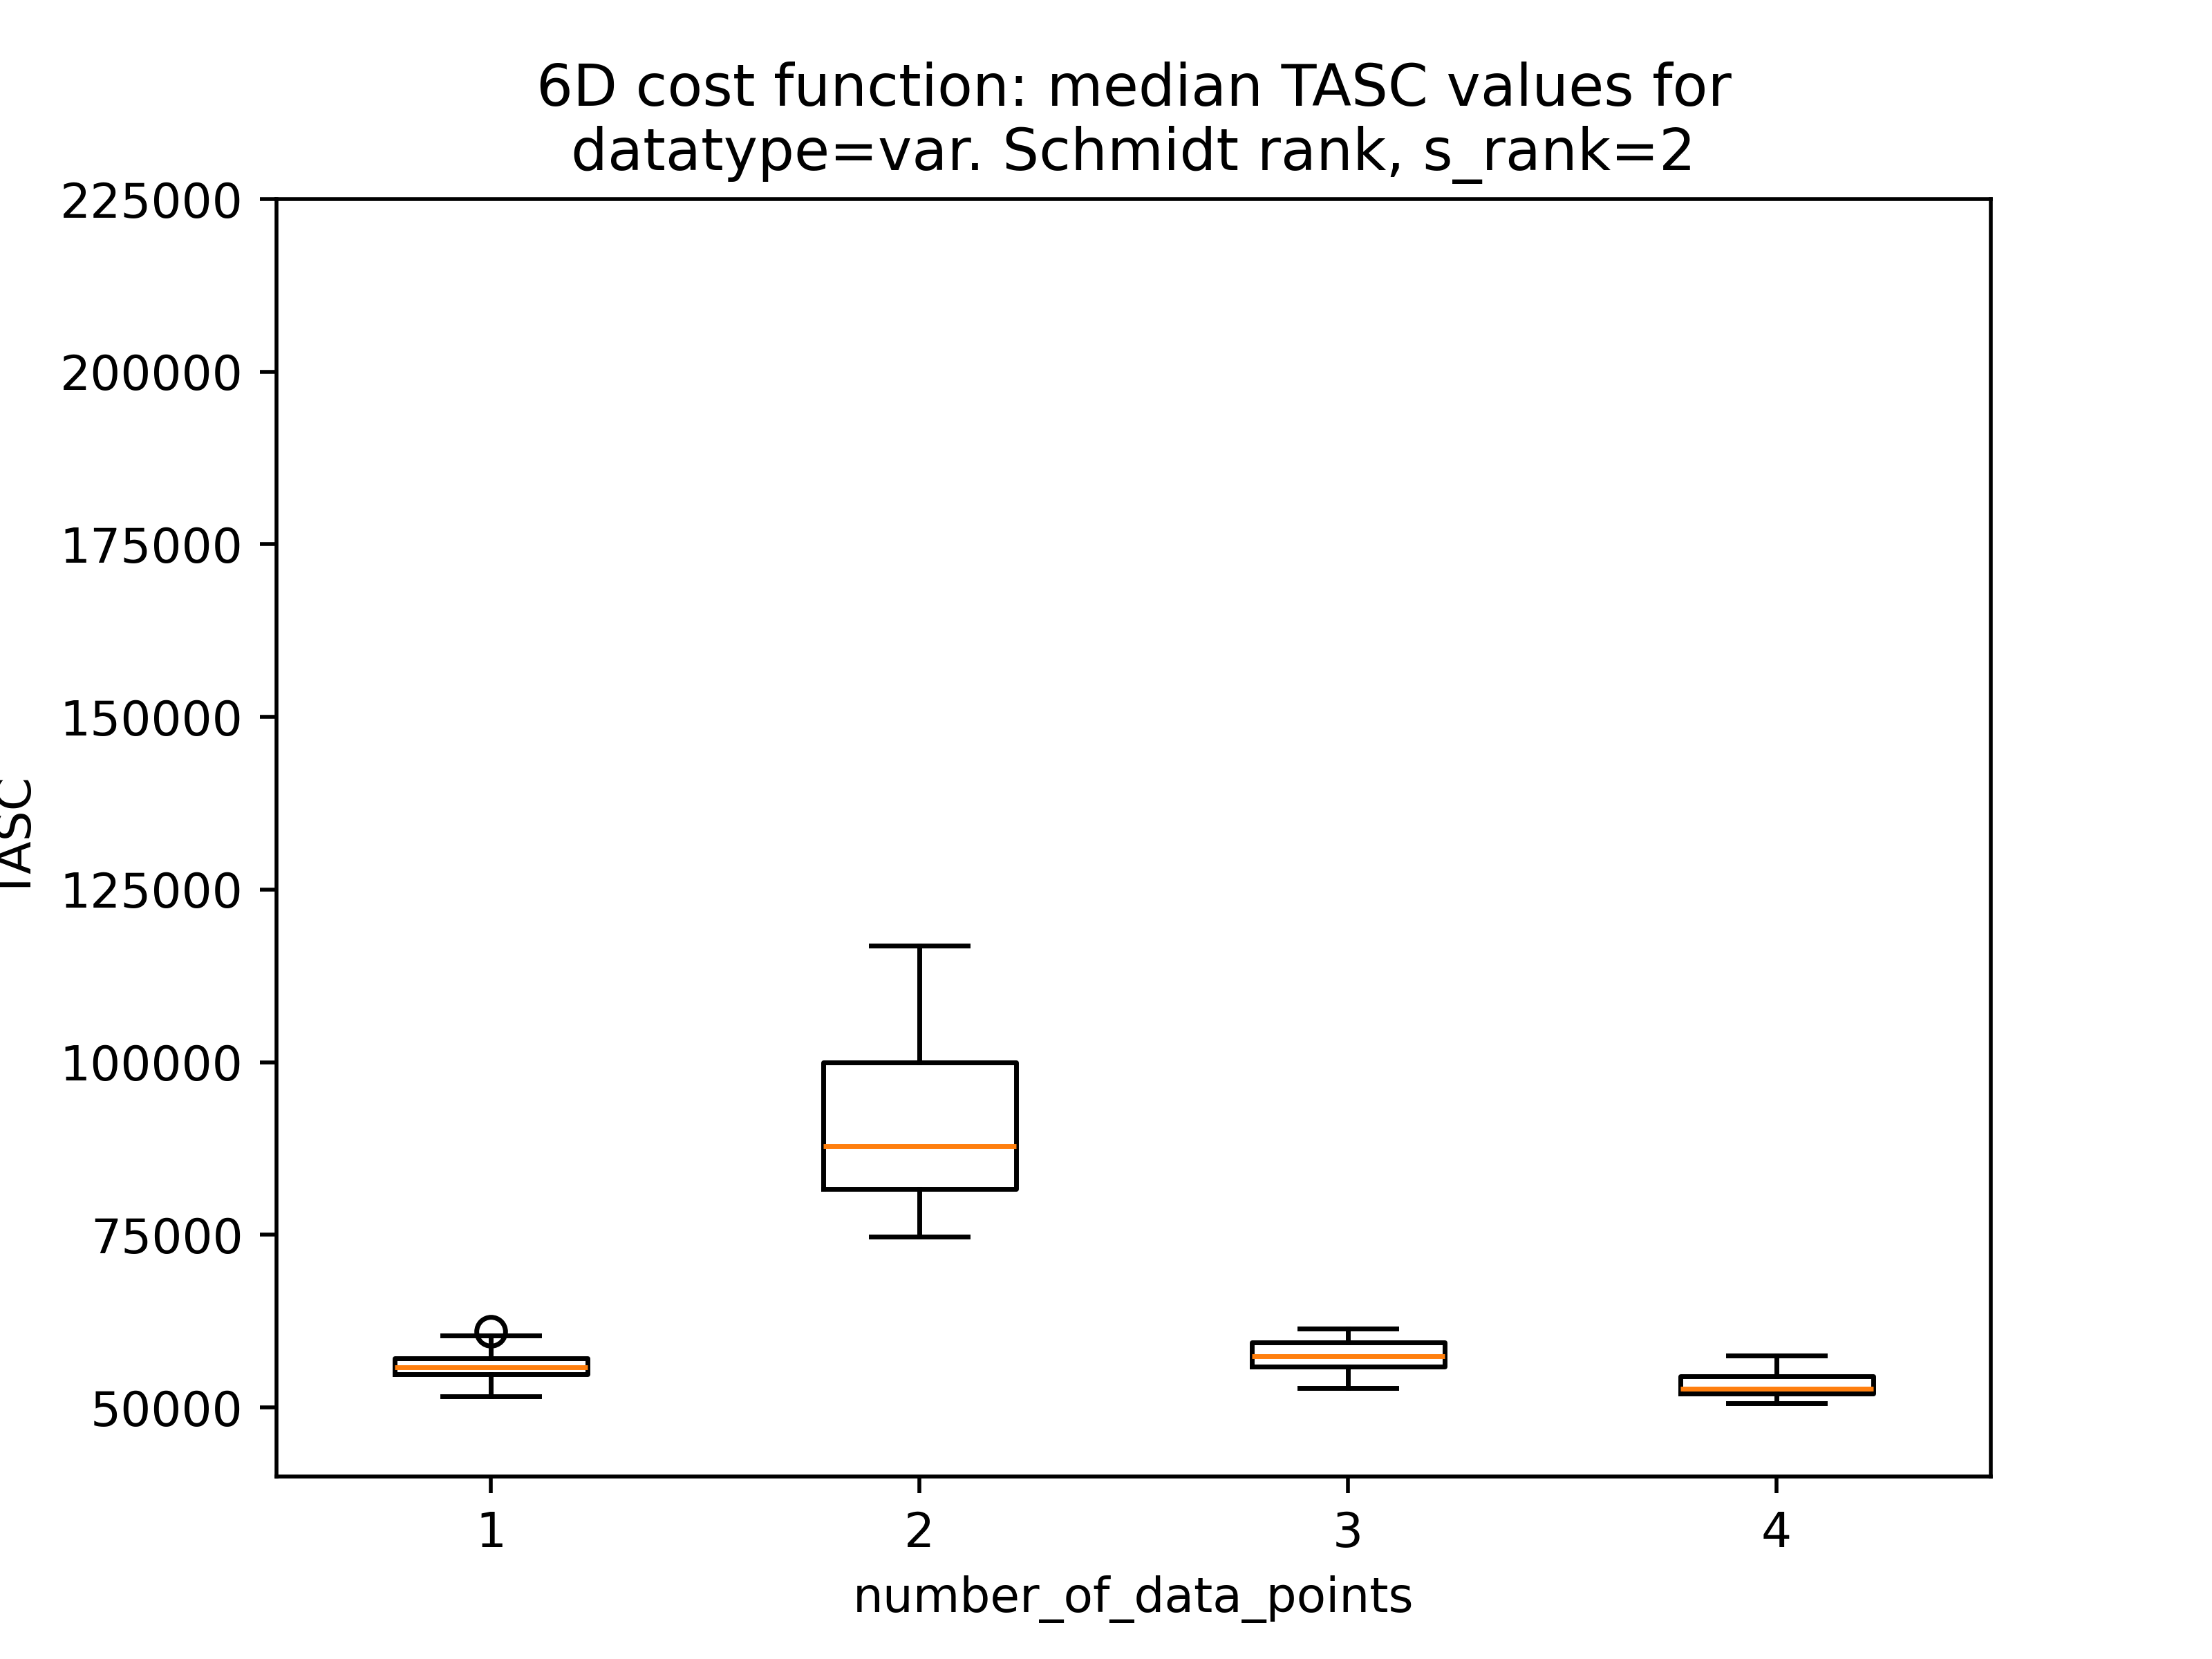 6D cost function: median TASC values for
datatype=var. Schmidt rank, s_rank=2
225000
200000
175000
150000
125000
100000
75000
50000
TASC
1 2 3 4
number_of_data_points